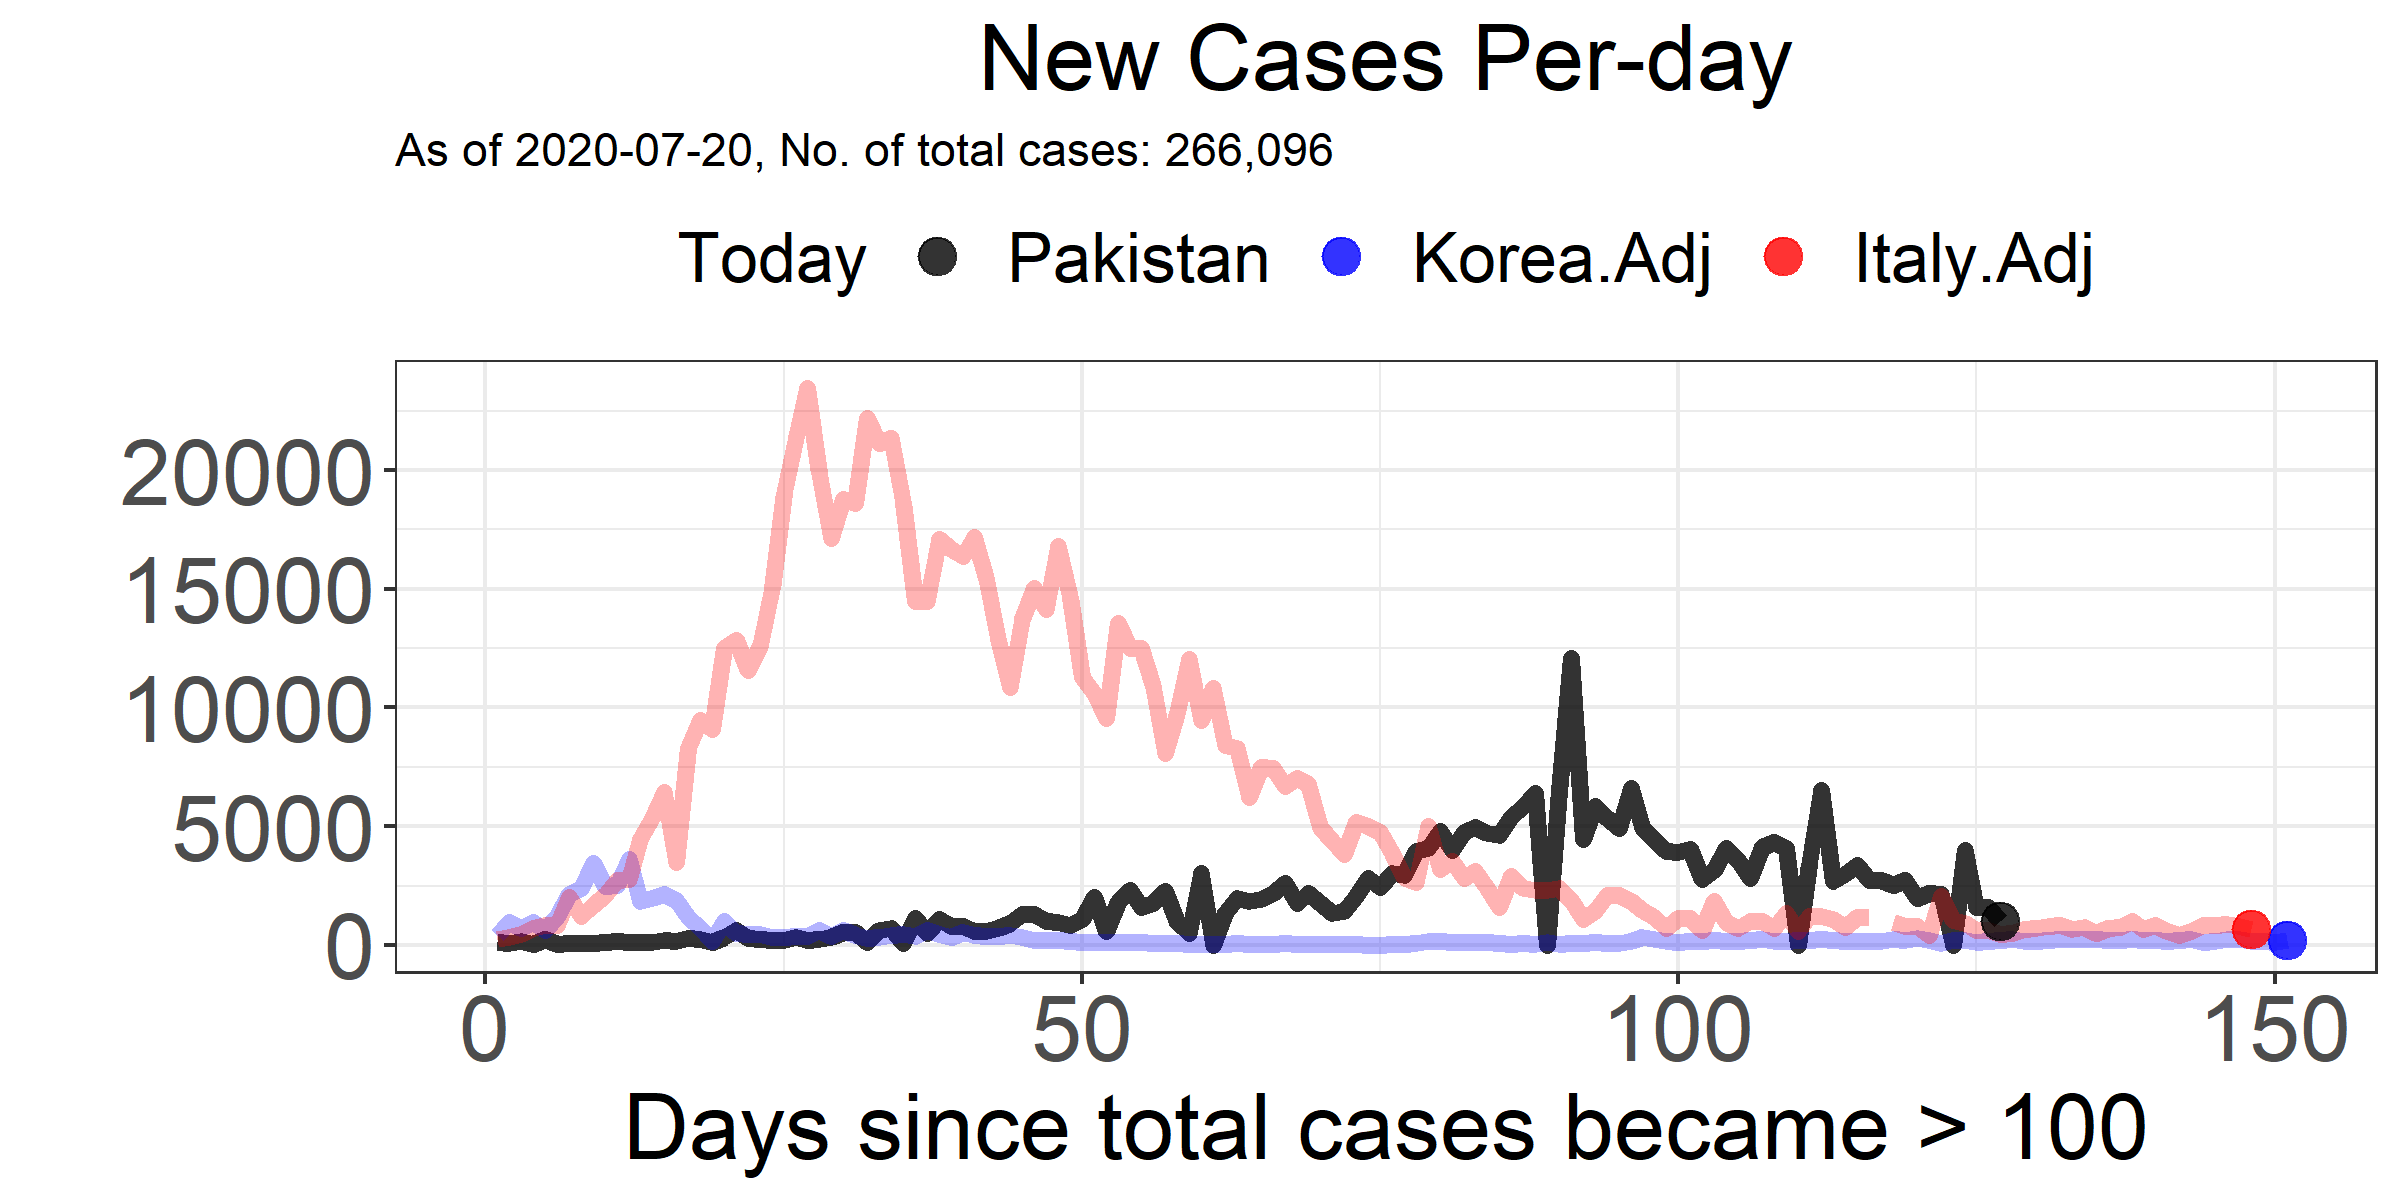 New Cases Per-day
As of 2020-07-20, No. of total cases: 266,096
Today Pakistan Korea.Adj Italy.Adj
20000
15000
10000
5000
0
0 50 100 150
Days since total cases became > 100